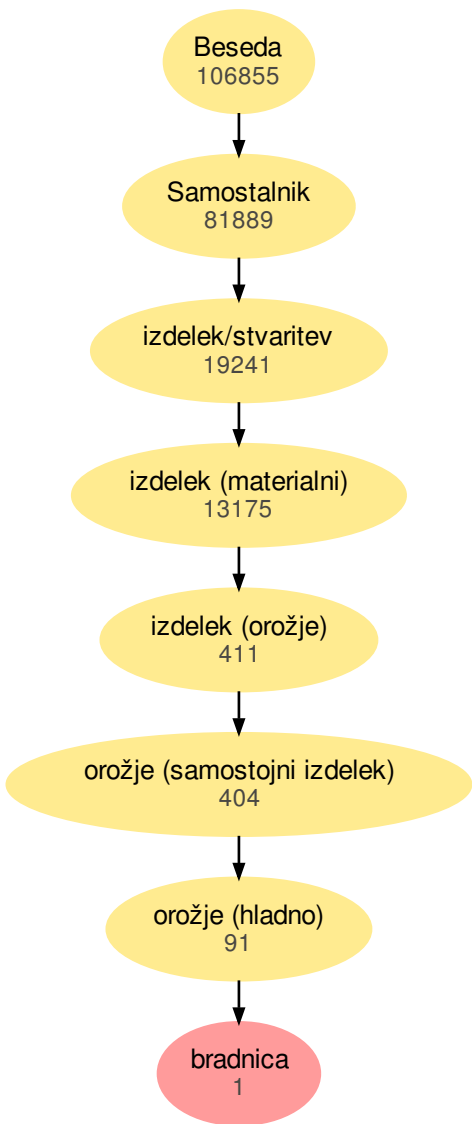 Beseda
106855
Samostalnik
81889
izdelek/stvaritev
19241
izdelek (materialni)
13175
izdelek (orožje)
411
orožje (samostojni izdelek)
404
orožje (hladno)
91
bradnica
1